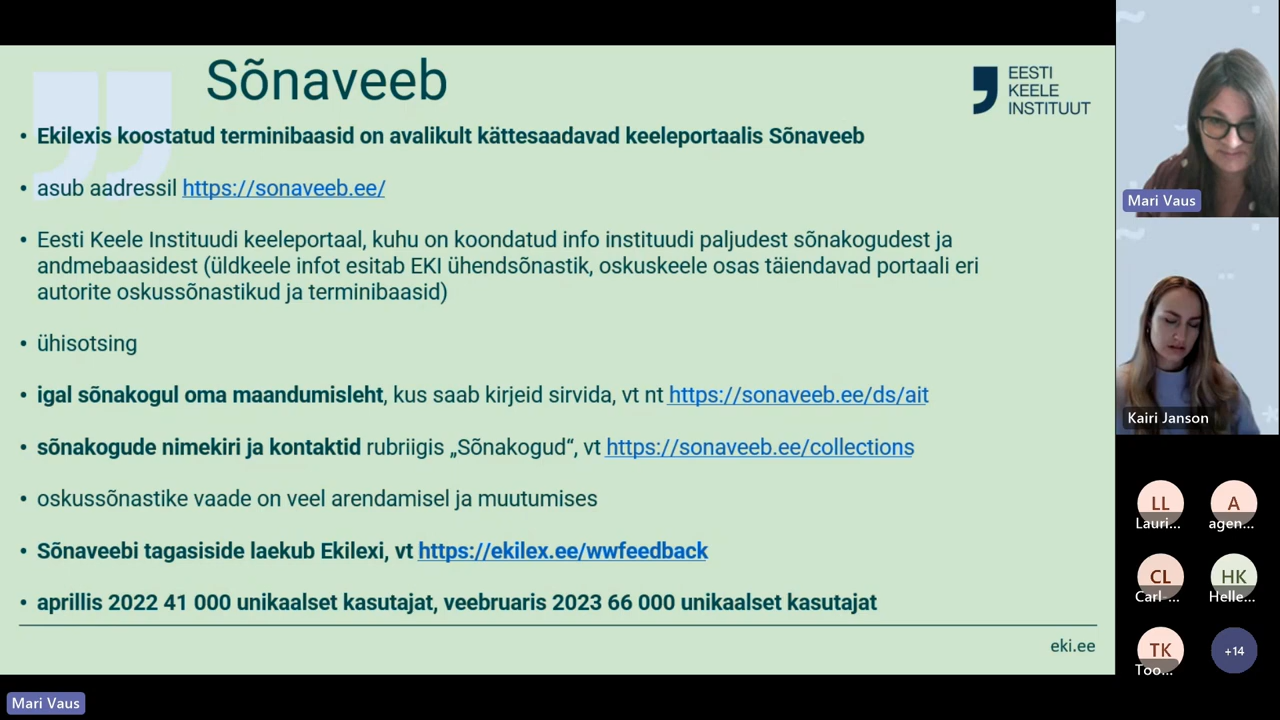 Sõnaveeb
EESTI
KEELE
INSTITUUT
• Ekilexis koostatud terminibaasid on avalikult kättesaadavad keeleportaalis Sõnaveeb
• asub aadressil https://sonaveeb.ee/
• Eesti Keele Instituudi keeleportaal, kuhu on koondatud info instituudi paljudest sõnakogudest ja
andmebaasidest (üldkeele infot esitab EKI ühendsõnastik, oskuskeele osas täiendavad portaali eri
autorite oskussõnastikud ja terminibaasid)
• ühisotsing
• igal sõnakogul oma maandumisleht, kus saab kirjeid sirvida, vt nt https://sonaveeb.ee/ds/ait
• sõnakogude nimekiri ja kontaktid rubriigis „Sõnakogud“, vt https://sonaveeb.ee/collections
• oskussõnastike vaade on veel arendamisel ja muutumises
• Sõnaveebi tagasiside laekub Ekilexi, vt https://ekilex.ee/wwfeedback
• aprillis 2022 41 000 unikaalset kasutajat, veebruaris 2023 66 000 unikaalset kasutajat
eki.ee
Mari Vaus
Mari Vaus
Kairi Janson
LL
Lauri...
A
agen...
CL
Carl-...
HK
Helle...
TK
Too...
+14